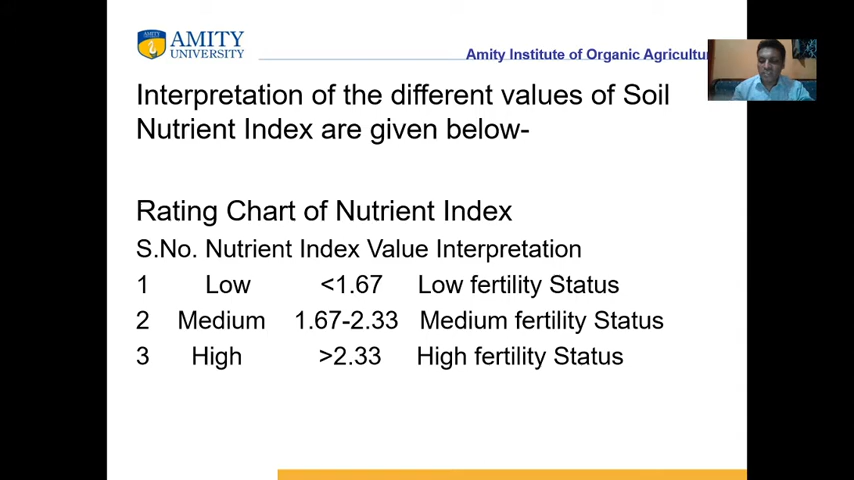 AMITY
UNIVERSITY
Amity Institute of Organic Agricultu
Interpretation of the different values of Soil
Nutrient Index are given below-
Rating Chart of Nutrient Index
S.No. Nutrient Index Value Interpretation
1 Low <1.67 Low fertility Status
2 Medium 1.67-2.33 Medium fertility Status
3 High >2.33 High fertility Status